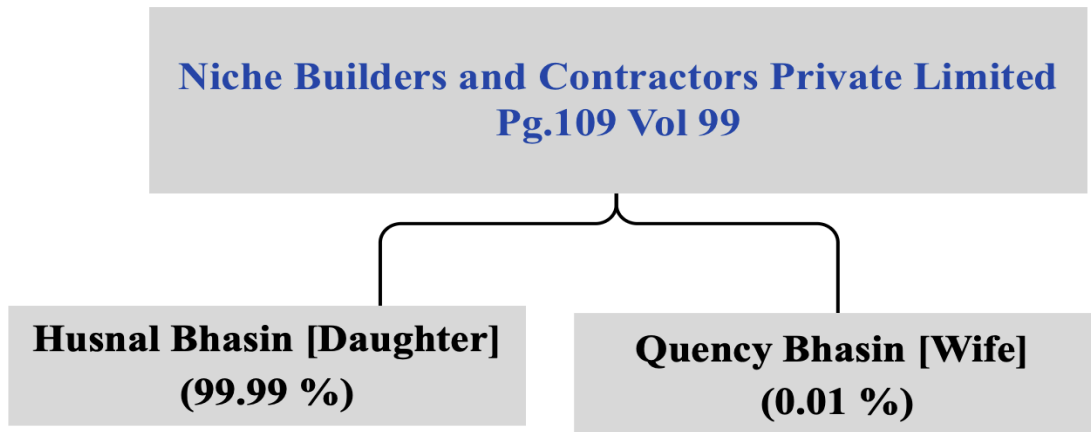 Niche Builders and Contractors Private Limited
Pg.109 Vol 99
Husnal Bhasin [Daughter]
(99.99 %)
Quency Bhasin [Wife]
(0.01 %)